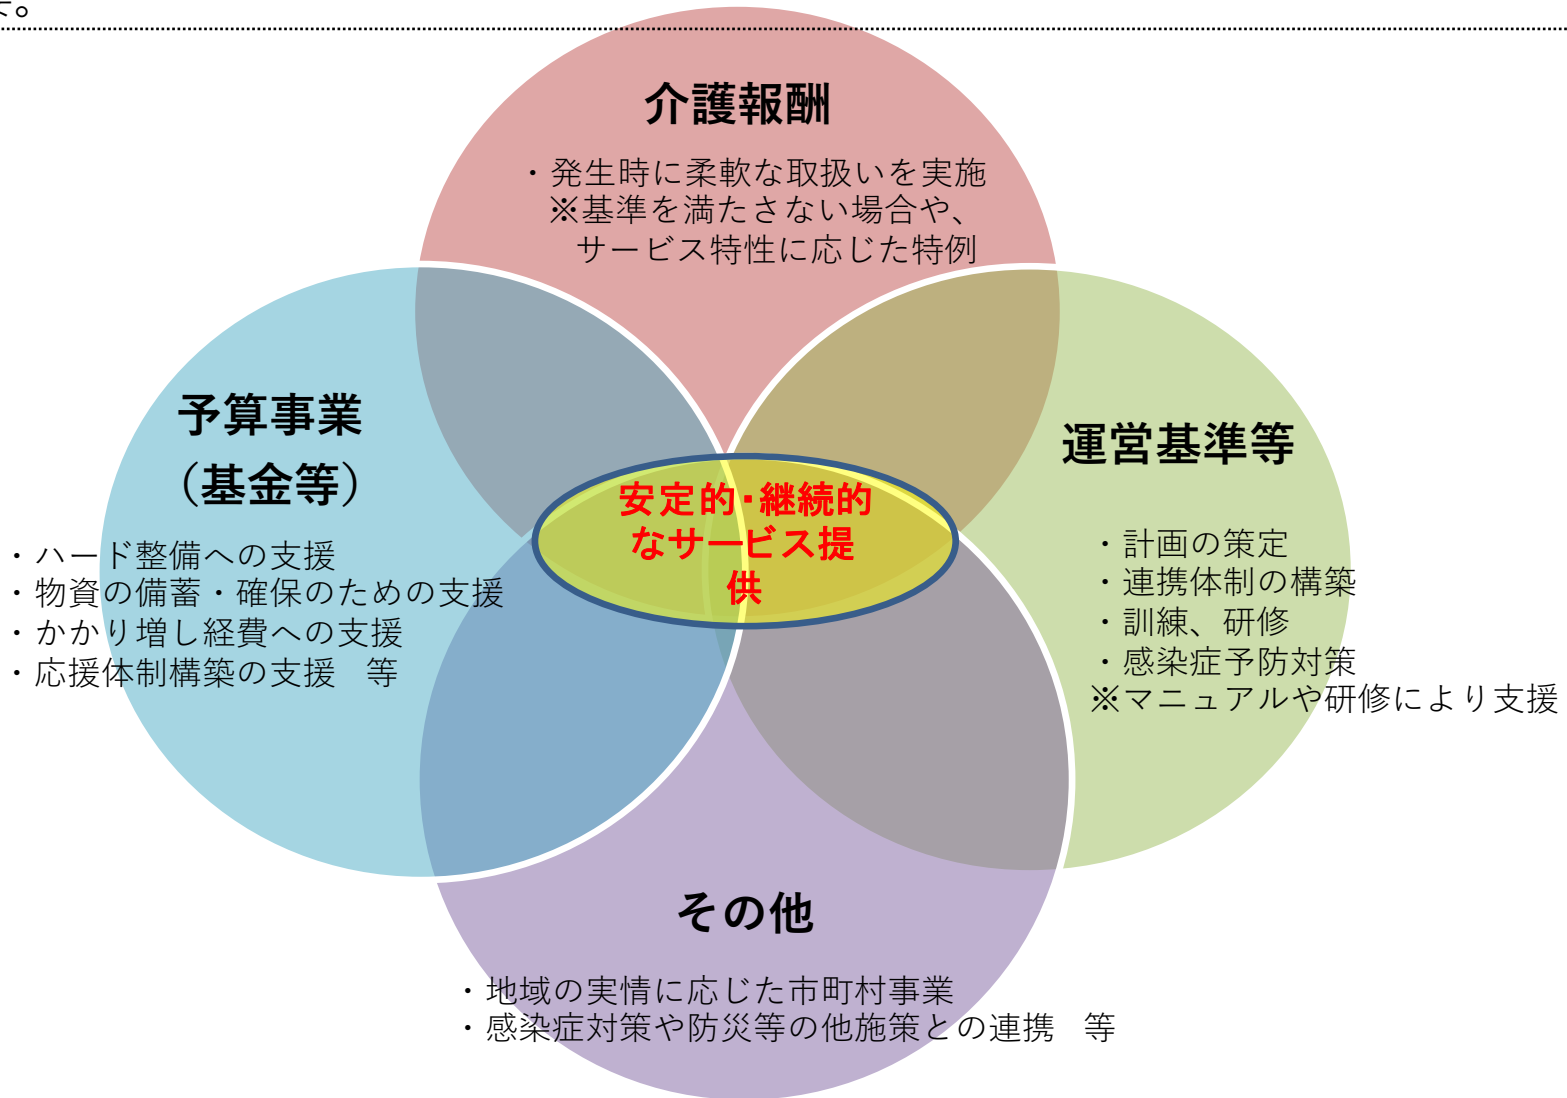 す。
介護報酬
・発生時に柔軟な取扱いを実施
※基準を満たさない場合や、
サービス特性に応じた特例
予算事業
（基金等）
・ハード整備への支援
・物資の備蓄・確保のための支援
・かかり増し経費への支援
・応援体制構築の支援　等
安定的・継続的
なサービス提
供
運営基準等
・計画の策定
・連携体制の構築
・訓練、研修
・感染症予防対策
※マニュアルや研修により支援
その他
・地域の実情に応じた市町村事業
・感染症対策や防災等の他施策との連携　等